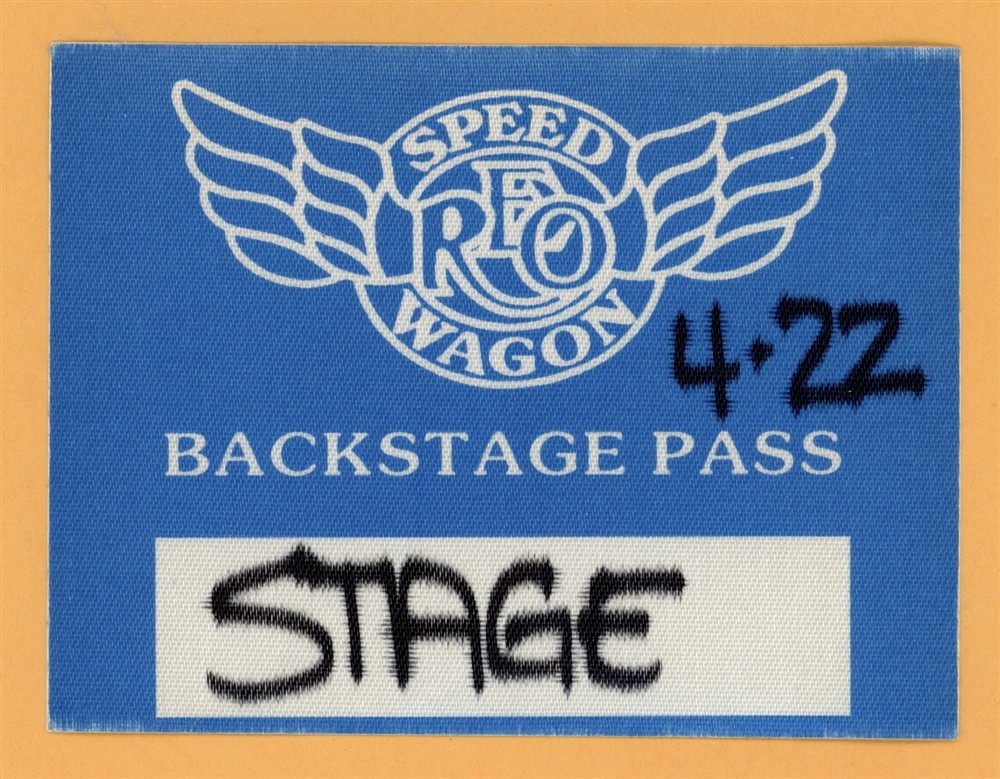 SPEED
REO
WAGON
4·22
BACKSTAGE PASS
STAGE